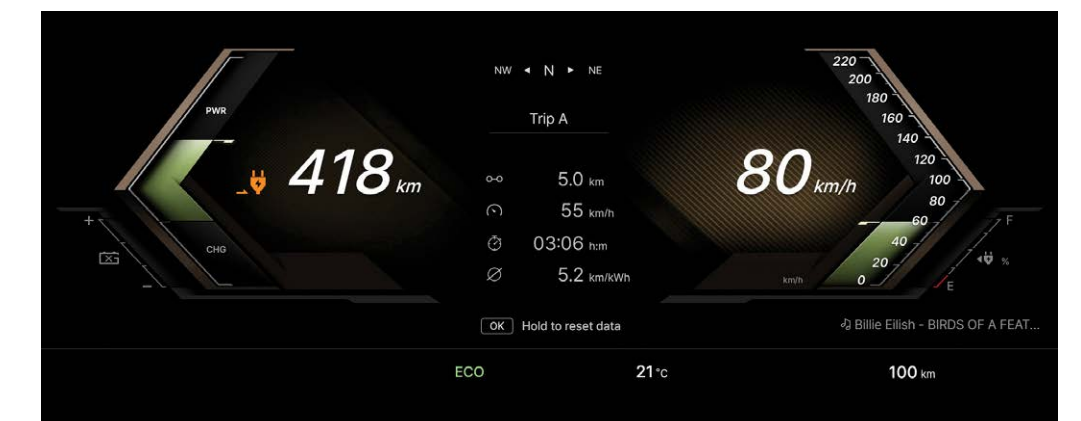 NW ◂ N ▸ NE
Trip A
PWR
CHG
418 km
+
−
5.0 km
55 km/h
03:06 h:m
5.2 km/kWh
OK Hold to reset data
80 km/h
220
200
180
160
140
120
100
80
60
40
20
0
km/h
F
%
E
Billie Eilish - BIRDS OF A FEAT...
ECO
21 °C
100 km